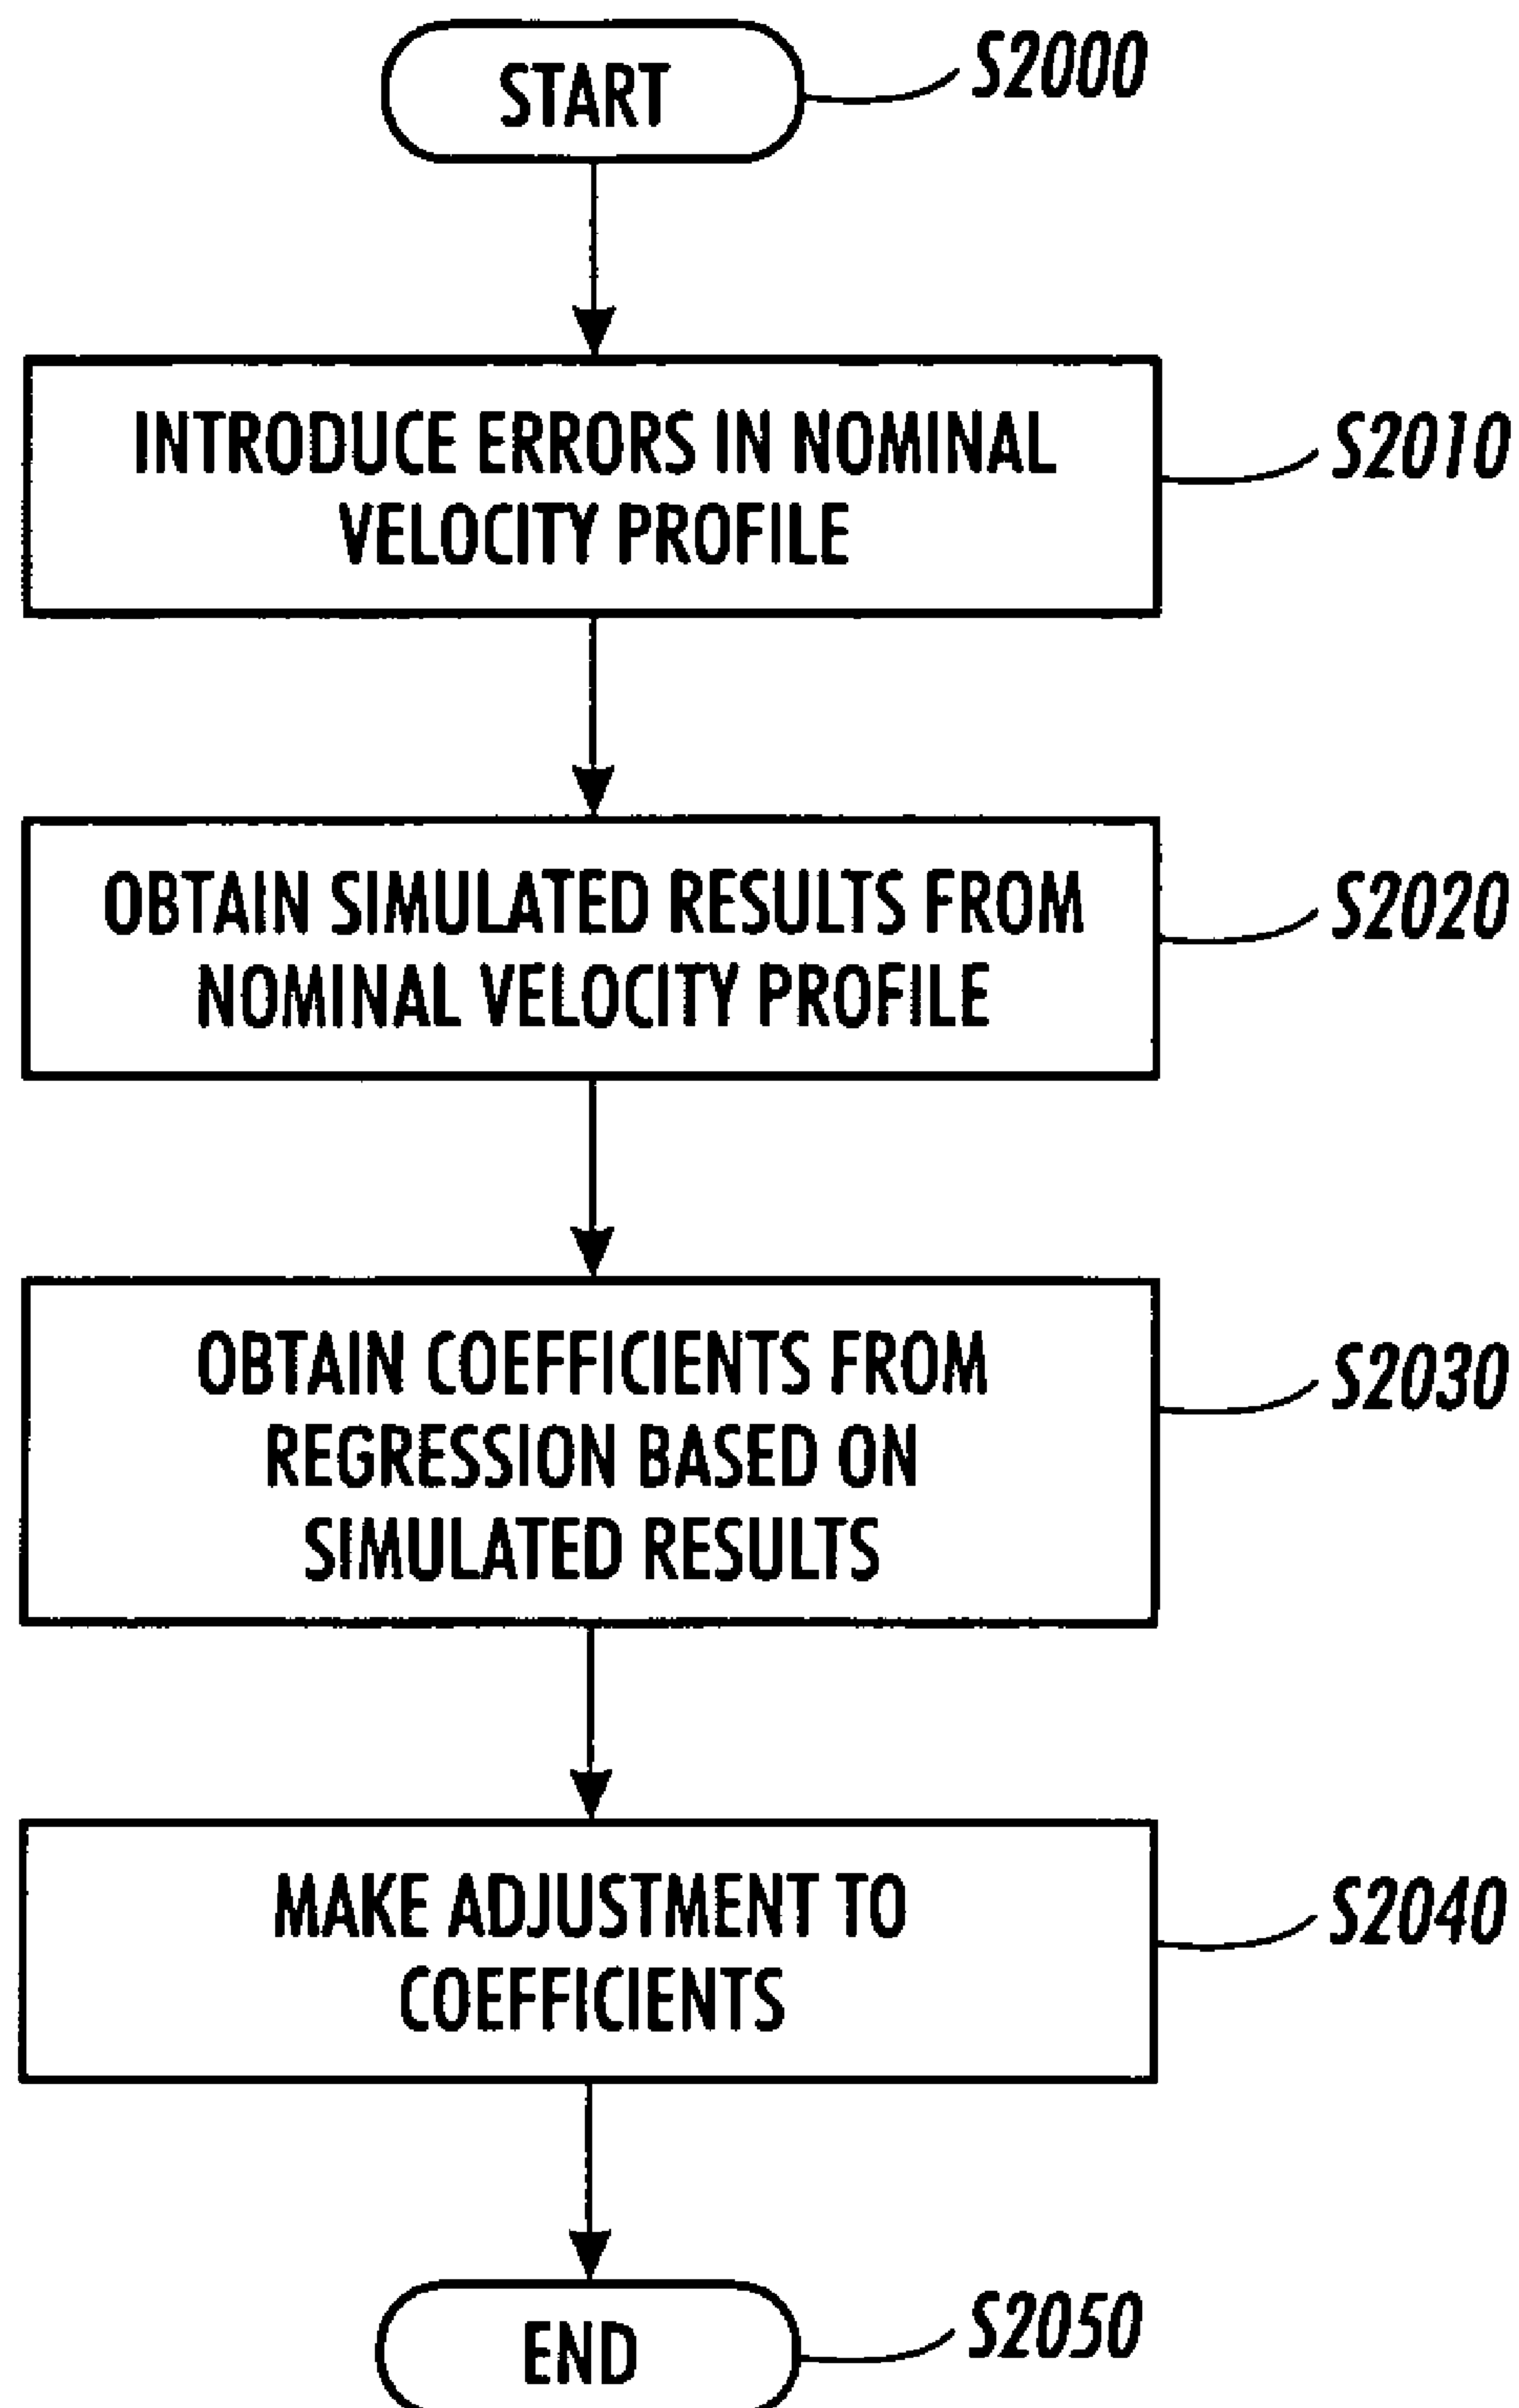 START
S2000
INTRODUCE ERRORS IN NOMINAL
VELOCITY PROFILE
S2010
OBTAIN SIMULATED RESULTS FROM
NOMINAL VELOCITY PROFILE
S2020
OBTAIN COEFFICIENTS FROM
REGRESSION BASED ON
SIMULATED RESULTS
S2030
MAKE ADJUSTMENT TO
COEFFICIENTS
S2040
END
S2050